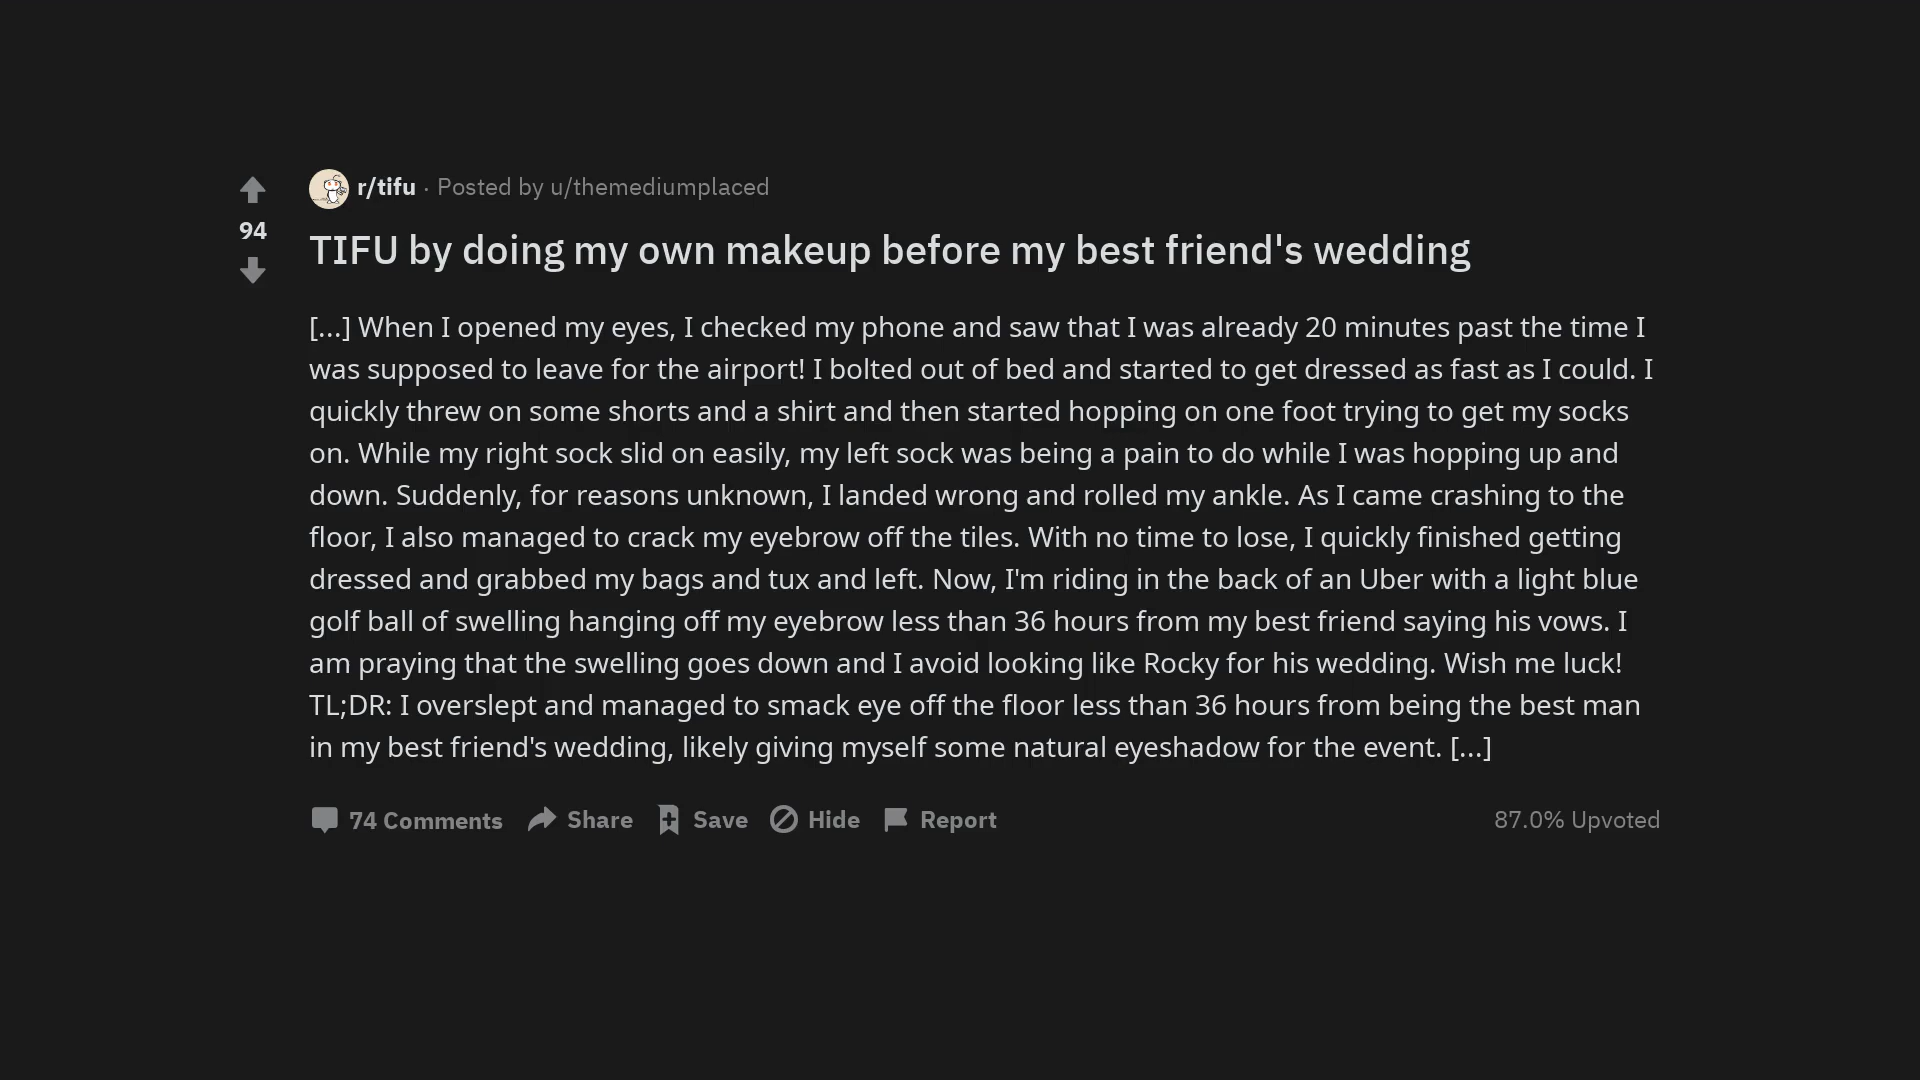 r/tifu · Posted by u/themediumplaced
94
TIFU by doing my own makeup before my best friend's wedding
[...] When I opened my eyes, I checked my phone and saw that I was already 20 minutes past the time I
was supposed to leave for the airport! I bolted out of bed and started to get dressed as fast as I could. I
quickly threw on some shorts and a shirt and then started hopping on one foot trying to get my socks
on. While my right sock slid on easily, my left sock was being a pain to do while I was hopping up and
down. Suddenly, for reasons unknown, I landed wrong and rolled my ankle. As I came crashing to the
floor, I also managed to crack my eyebrow off the tiles. With no time to lose, I quickly finished getting
dressed and grabbed my bags and tux and left. Now, I'm riding in the back of an Uber with a light blue
golf ball of swelling hanging off my eyebrow less than 36 hours from my best friend saying his vows. I
am praying that the swelling goes down and I avoid looking like Rocky for his wedding. Wish me luck!
TL;DR: I overslept and managed to smack eye off the floor less than 36 hours from being the best man
in my best friend's wedding, likely giving myself some natural eyeshadow for the event. [...]
74 Comments Share Save Hide Report 87.0% Upvoted